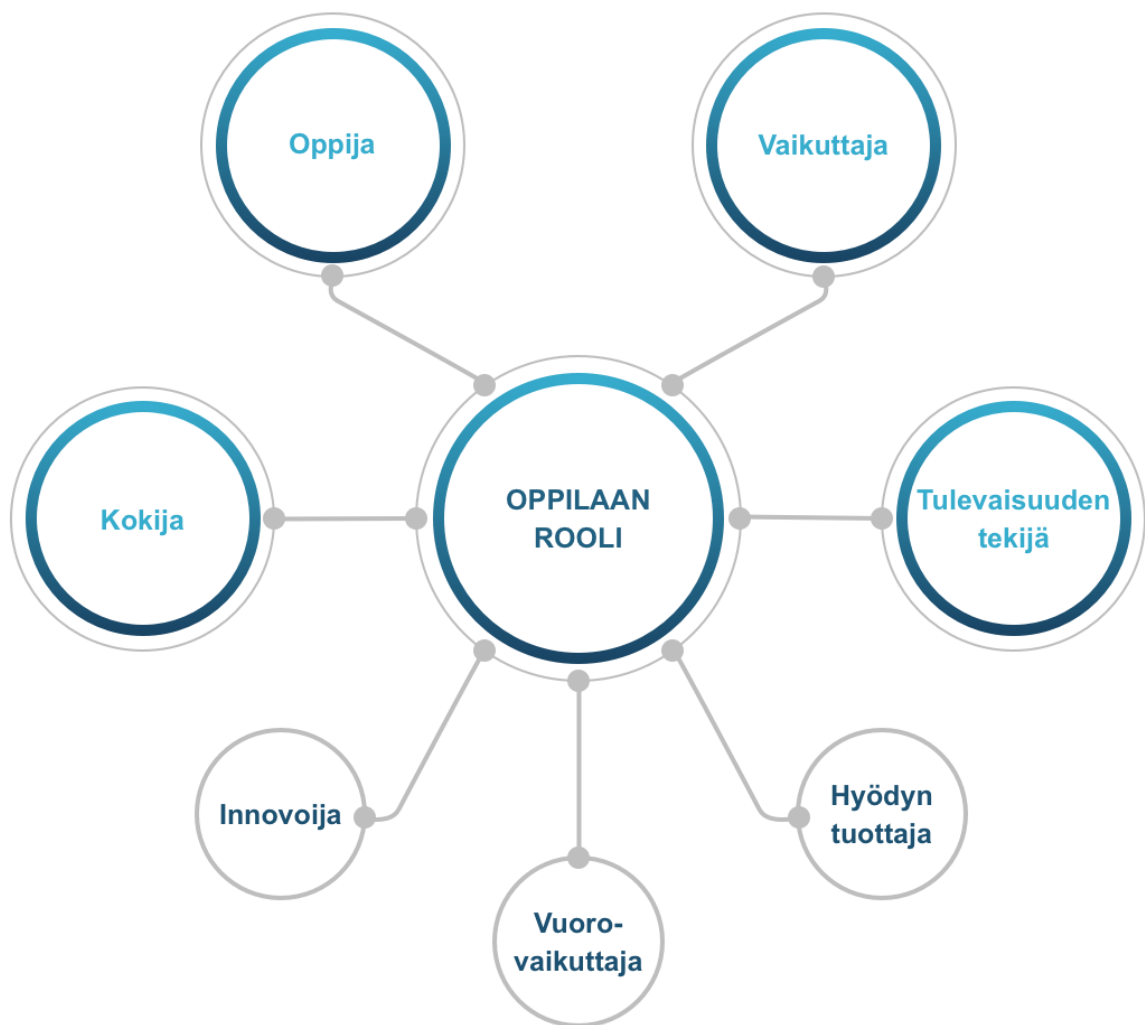 Oppija
Vaikuttaja
Kokija
OPPILAAN
ROOLI
Tulevaisuuden
tekijä
Innovoija
Hyödyn
tuottaja
Vuoro-
vaikuttaja